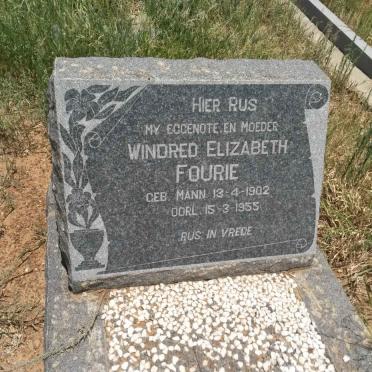 HIER RUS
MY EGGENOTE EN MOEDER
WINDRED ELIZABETH
FOURIE
GEB. MANN 13-4-1902
OORL. 15-3-1955
RUS IN VREDE